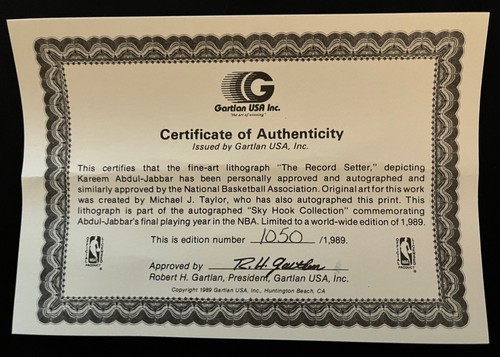 G
Gartlan USA Inc.
"the art of winning"
Certificate of Authenticity
Issued by Gartlan USA, Inc.
This certifies that the fine-art lithograph "The Record Setter," depicting
Kareem Abdul-Jabbar has been personally approved and autographed and
similarly approved by the National Basketball Association. Original art for this work
was created by Michael J. Taylor, who has also autographed this print. This
lithograph is part of the autographed "Sky Hook Collection" commemorating
Abdul-Jabbar's final playing year in the NBA. Limited to a world-wide edition of 1,989.
This is edition number 1050 /1,989.
Approved by R.H. Gartlan
Robert H. Gartlan, President, Gartlan USA, Inc.
Copyright 1989 Gartlan USA, Inc., Huntington Beach, CA